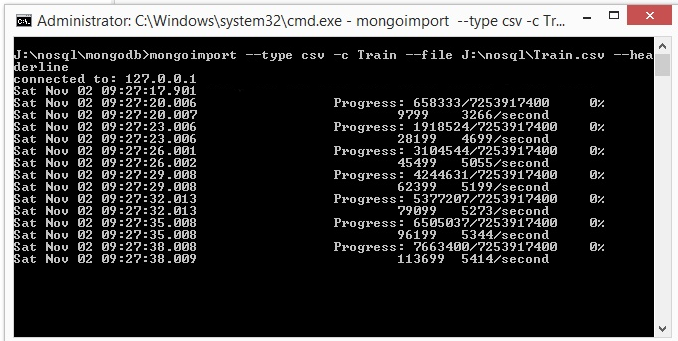 Administrator: C:\Windows\system32\cmd.exe - mongoimport --type csv -c Tr...
J:\nosql\mongodb>mongoimport --type csv -c Train --file J:\nosql\Train.csv --hea
derline
connected to: 127.0.0.1
Sat Nov 02 09:27:17.901
Sat Nov 02 09:27:20.006 Progress: 658333/7253917400 0%
Sat Nov 02 09:27:20.007 9799 3266/second
Sat Nov 02 09:27:23.006 Progress: 1918524/7253917400 0%
Sat Nov 02 09:27:23.006 28199 4699/second
Sat Nov 02 09:27:26.001 Progress: 3104544/7253917400 0%
Sat Nov 02 09:27:26.002 45499 5055/second
Sat Nov 02 09:27:29.008 Progress: 4244631/7253917400 0%
Sat Nov 02 09:27:29.008 62399 5199/second
Sat Nov 02 09:27:32.013 Progress: 5377207/7253917400 0%
Sat Nov 02 09:27:32.013 79099 5273/second
Sat Nov 02 09:27:35.008 Progress: 6505037/7253917400 0%
Sat Nov 02 09:27:35.008 96199 5344/second
Sat Nov 02 09:27:38.008 Progress: 7663400/7253917400 0%
Sat Nov 02 09:27:38.009 113699 5414/second